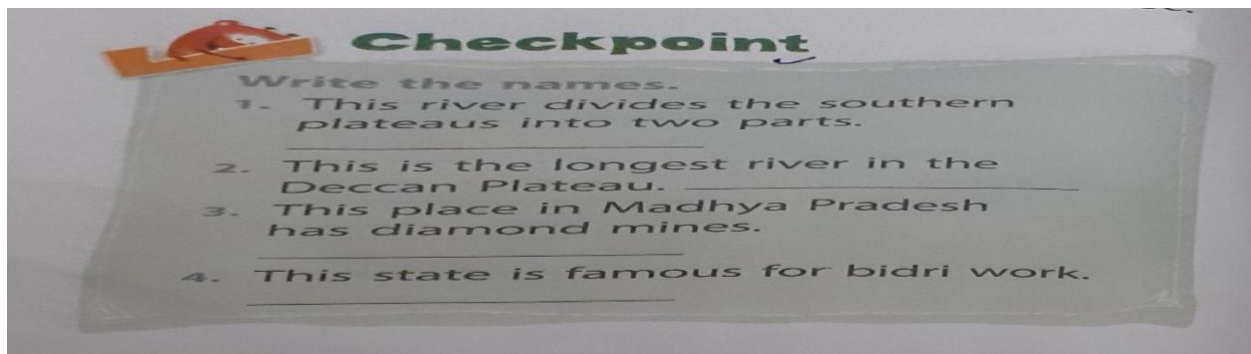 Checkpoint
Write the names.
1. This river divides the southern
plateaus into two parts.
2. This is the longest river in the
Deccan Plateau.
3. This place in Madhya Pradesh
has diamond mines.
4. This state is famous for bidri work.